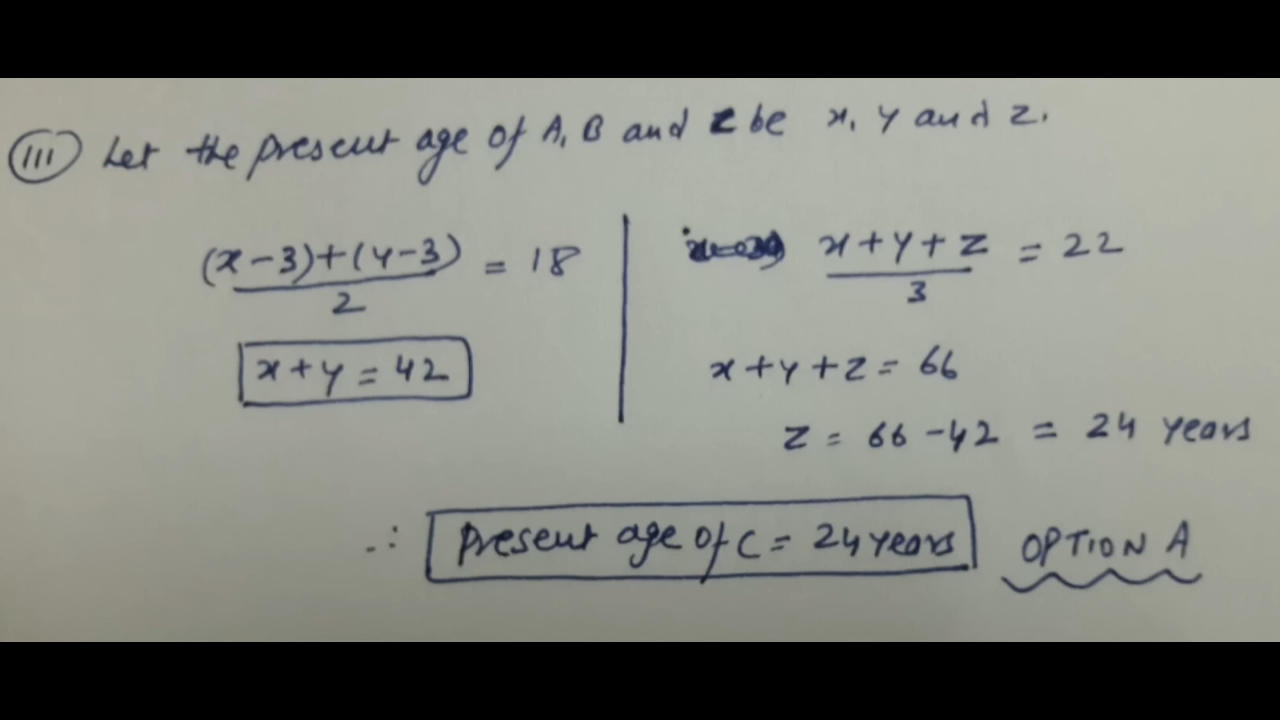 (III) Let the present age of A, B and C be x, y and z.
(x-3)+(y-3)
———
2
= 18
x+y = 42
x+y+z
———
3
= 22
x+y+z = 66
z = 66-42 = 24 years
∴ Present age of C = 24 years OPTION A